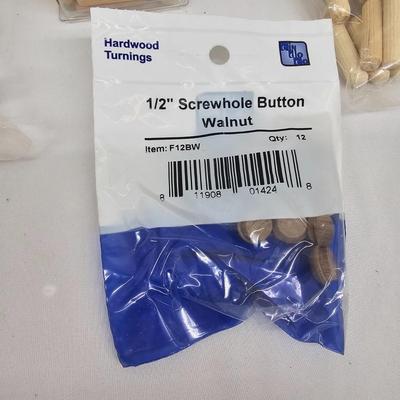 Hardwood
Turnings
1/2" Screwhole Button
Walnut
Item: F12BW Qty: 12
8 11908 01424 8